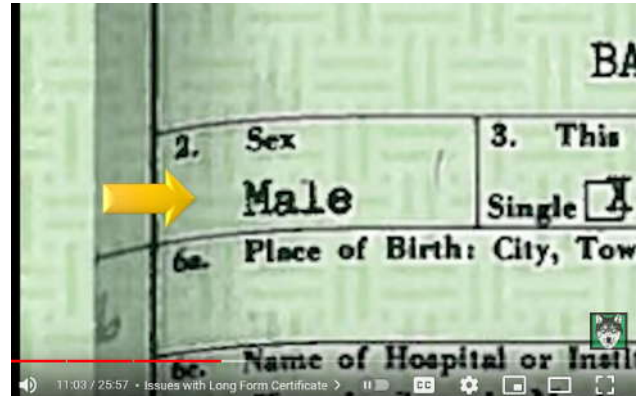 BA
2. Sex
3. This
Male
Single X
6a. Place of Birth: City, Tow
6c. Name of Hospital or Insti
11:03 / 25:57 • Issues with Long Form Certificate >
CC